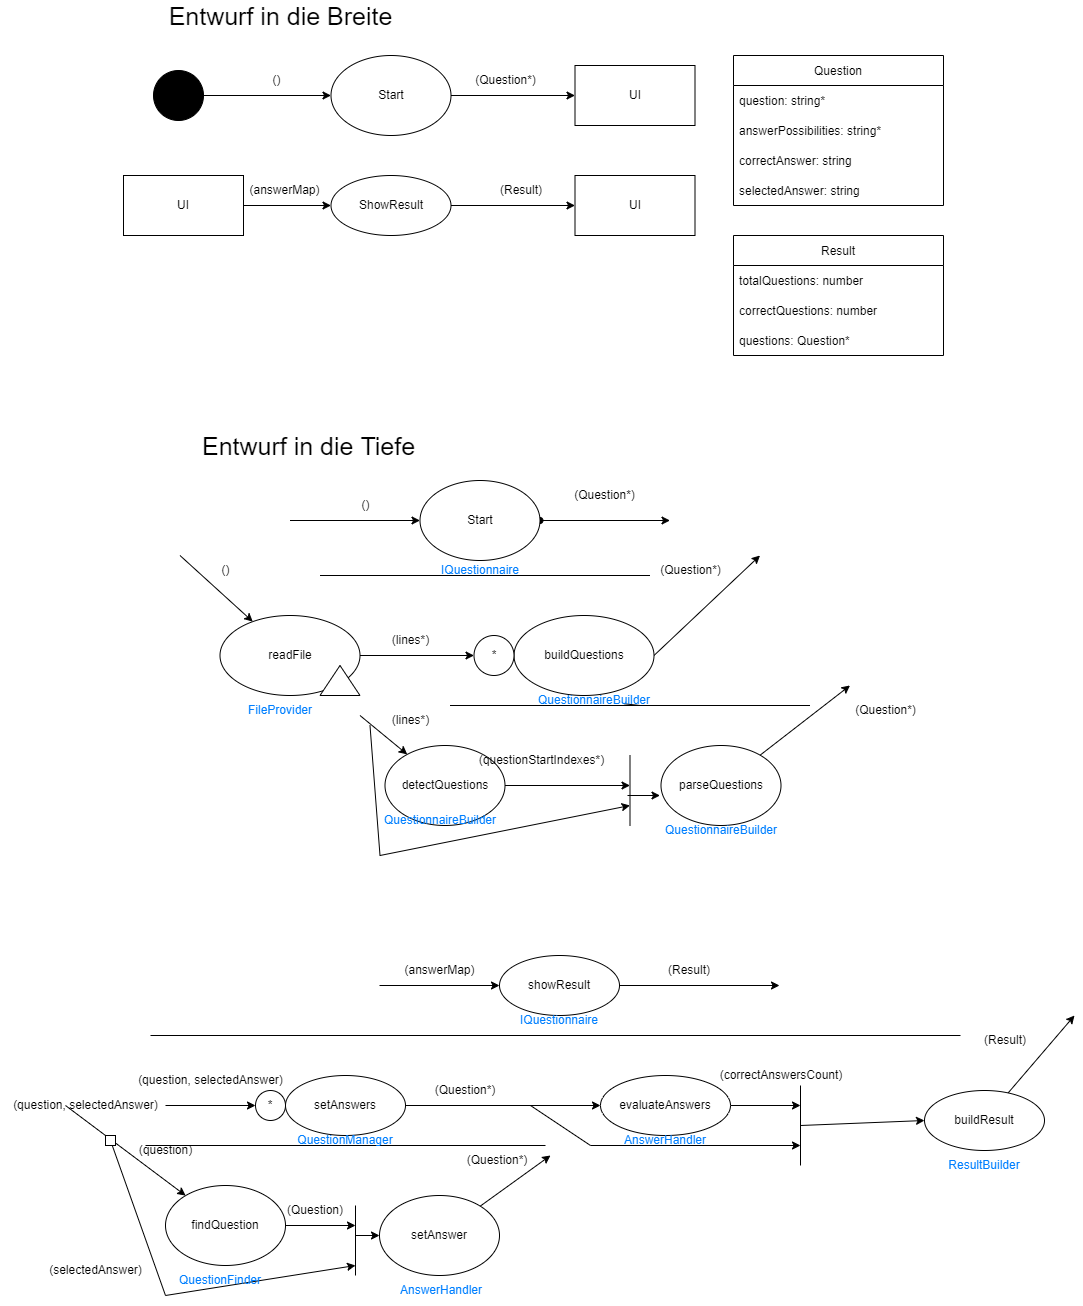 Entwurf in die Breite
()
Start
(Question*)
UI
Question
question: string*
answerPossibilities: string*
correctAnswer: string
selectedAnswer: string
UI
(answerMap)
ShowResult
(Result)
UI
Result
totalQuestions: number
correctQuestions: number
questions: Question*
Entwurf in die Tiefe
()
Start
(Question*)
IQuestionnaire
()
(Question*)
readFile
(lines*)
*
buildQuestions
FileProvider
QuestionnaireBuilder
(lines*)
(Question*)
detectQuestions
(questionStartIndexes*)
parseQuestions
QuestionnaireBuilder
QuestionnaireBuilder
(answerMap)
showResult
(Result)
IQuestionnaire
(Result)
(question, selectedAnswer)
(question, selectedAnswer)
*
setAnswers
(Question*)
evaluateAnswers
(correctAnswersCount)
buildResult
QuestionManager
AnswerHandler
ResultBuilder
(question)
(Question*)
findQuestion
(Question)
setAnswer
(selectedAnswer)
QuestionFinder
AnswerHandler